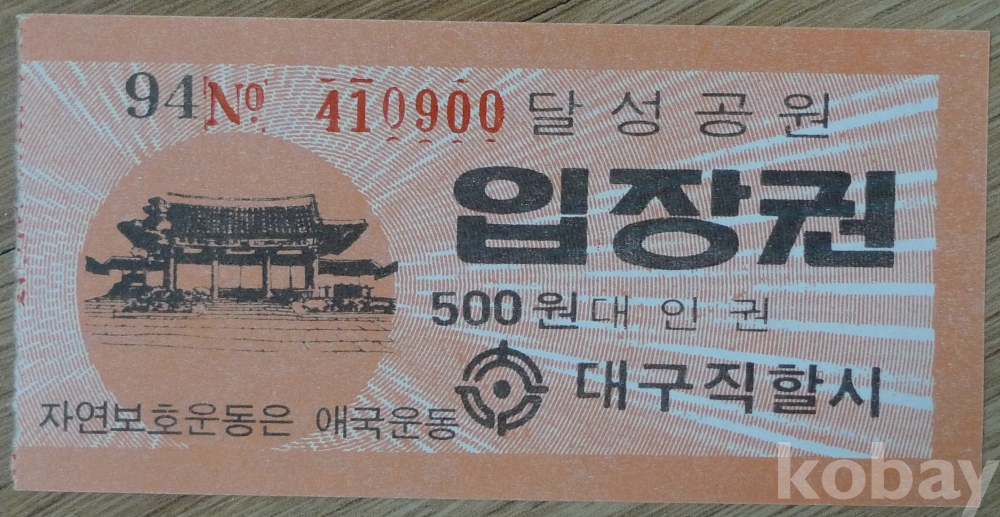 94 No 410900 달성공원
입장권
500원 대인권
대구직할시
자연보호운동은 애국운동
kobay